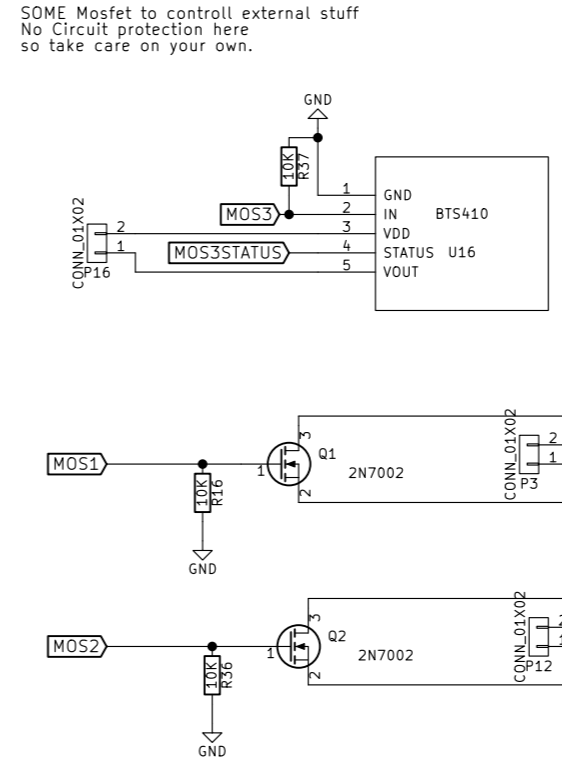 SOME Mosfet to controll external stuff
No Circuit protection here
so take care on your own.
GND
10K
R37
MOS3
1
GND
2
IN
BTS410
3
VDD
MOS3STATUS
4
STATUS
U16
5
VOUT
CONN_01X02
2
1
P16
MOS1
10K
R16
GND
3
1
2
Q1
2N7002
CONN_01X02
2
1
P3
MOS2
10K
R36
GND
3
1
2
Q2
2N7002
CONN_01X02
2
1
P12